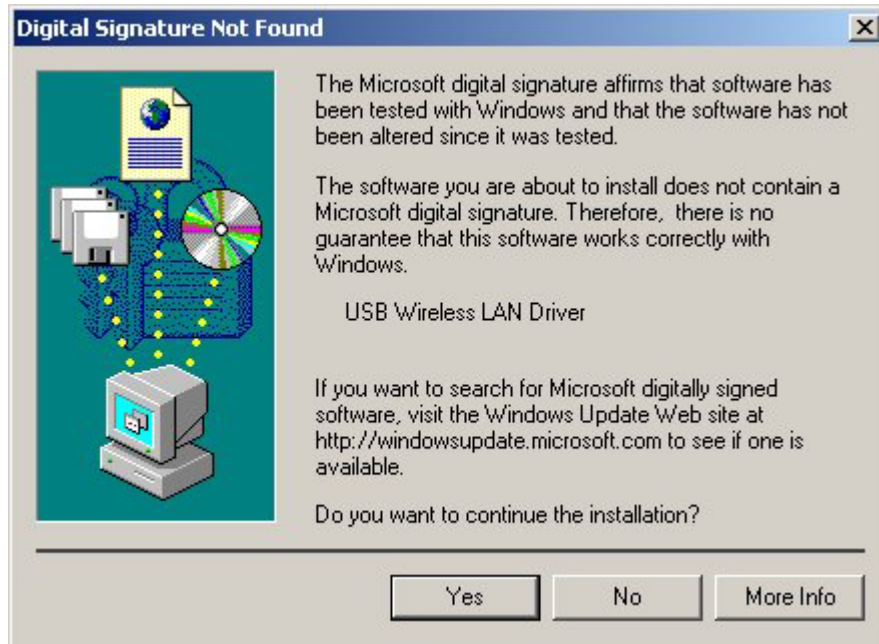 Digital Signature Not Found
The Microsoft digital signature affirms that software has
been tested with Windows and that the software has not
been altered since it was tested.
The software you are about to install does not contain a
Microsoft digital signature. Therefore,  there is no
guarantee that this software works correctly with
Windows.
USB Wireless LAN Driver
If you want to search for Microsoft digitally signed
software, visit the Windows Update Web site at
http://windowsupdate.microsoft.com to see if one is
available.
Do you want to continue the installation?
Yes No More Info